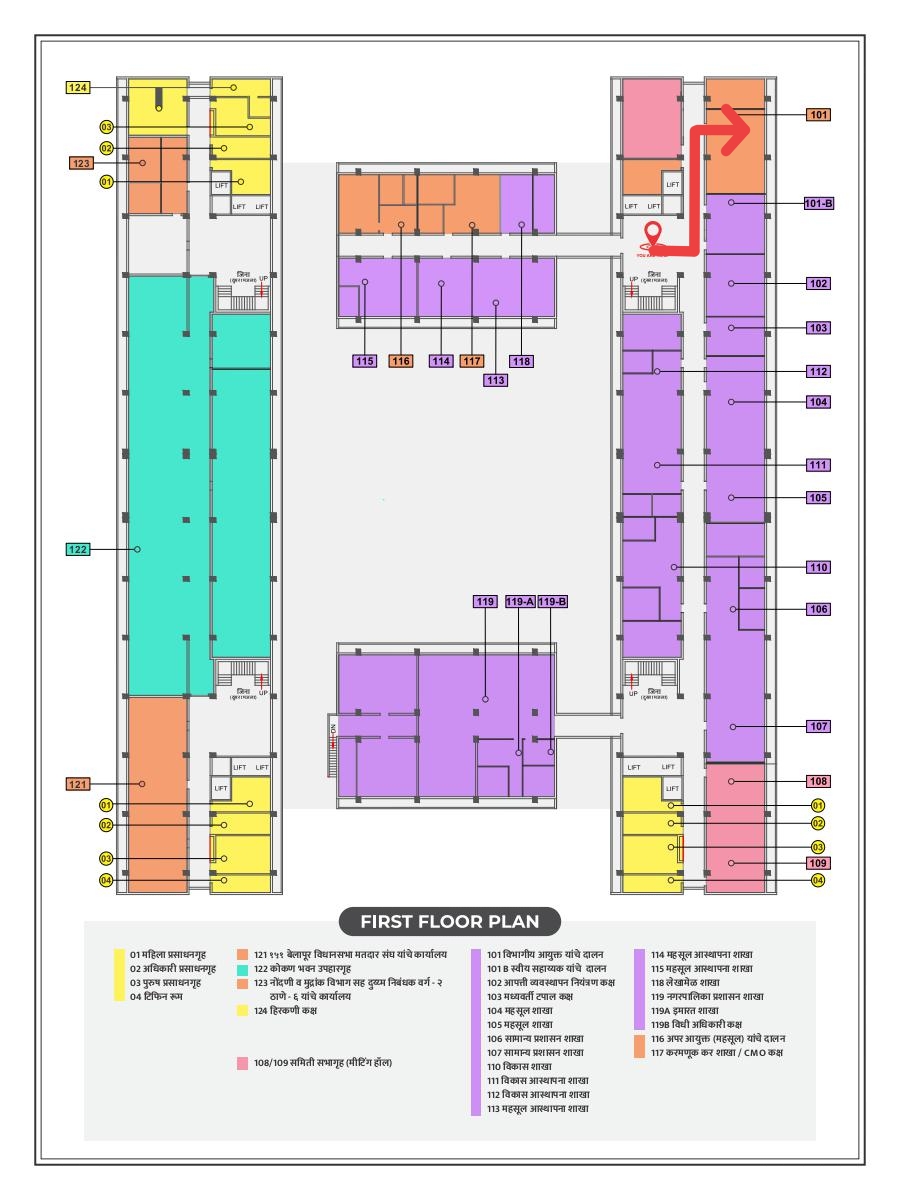 124
03
02
123
01
LIFT
LIFT
LIFT
जिना
UP
122
121
LIFT
LIFT
LIFT
जिना
UP
01
02
03
04
115
116
114
117
118
113
119
119-A
119-B
DN
LIFT
LIFT
LIFT
UP
जिना
101
101-B
102
103
112
104
111
105
110
106
107
108
01
02
03
109
04
UP
जिना
LIFT
LIFT
LIFT
FIRST FLOOR PLAN
01 महिला प्रसाधनगृह
02 अधिकारी प्रसाधनगृह
03 पुरुष प्रसाधनगृह
04 टिफिन रूम
121 १५१ बेलापूर विधानसभा मतदार संघ यांचे कार्यालय
122 कोकण भवन उपहारगृह
123 नोंदणी व मुद्रांक विभाग सह दुय्यम निबंधक वर्ग - २
ठाणे - ६ यांचे कार्यालय
124 हिरकणी कक्ष
108/109 समिती सभागृह (मीटिंग हॉल)
101 विभागीय आयुक्त यांचे दालन
101 B स्वीय सहाय्यक यांचे दालन
102 आपत्ती व्यवस्थापन नियंत्रण कक्ष
103 मध्यवर्ती टपाल कक्ष
104 महसूल शाखा
105 महसूल शाखा
106 सामान्य प्रशासन शाखा
107 सामान्य प्रशासन शाखा
110 विकास शाखा
111 विकास आस्थापना शाखा
112 विकास आस्थापना शाखा
113 महसूल आस्थापना शाखा
114 महसूल आस्थापना शाखा
115 महसूल आस्थापना शाखा
118 लेखामेळ शाखा
119 नगरपालिका प्रशासन शाखा
119A इमारत शाखा
119B विधी अधिकारी कक्ष
116 अपर आयुक्त (महसूल) यांचे दालन
117 करमणूक कर शाखा / CMO कक्ष